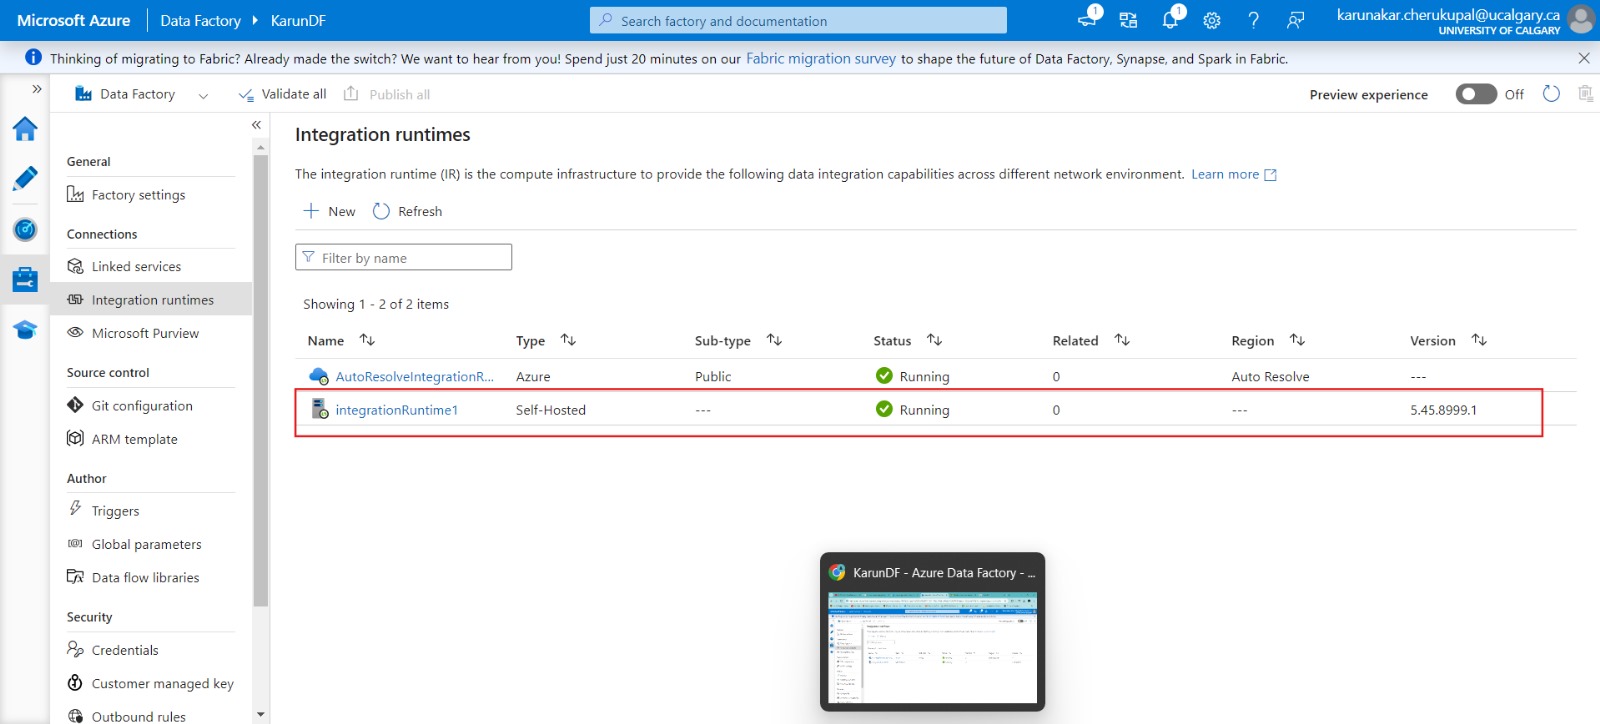 Microsoft Azure Data Factory KarunDF Search factory and documentation 1 1 karunakar.cherukupal@ucalgary.ca
UNIVERSITY OF CALGARY
Thinking of migrating to Fabric? Already made the switch? We want to hear from you! Spend just 20 minutes on our Fabric migration survey to shape the future of Data Factory, Synapse, and Spark in Fabric.
Data Factory Validate all Publish all Preview experience Off
General
Factory settings
Connections
Linked services
Integration runtimes
Microsoft Purview
Source control
Git configuration
ARM template
Author
Triggers
Global parameters
Data flow libraries
Security
Credentials
Customer managed key
Outbound rules
Integration runtimes
The integration runtime (IR) is the compute infrastructure to provide the following data integration capabilities across different network environment. Learn more
New Refresh
Filter by name
Showing 1 - 2 of 2 items
Name Type Sub-type Status Related Region Version
AutoResolveIntegrationR... Azure Public Running 0 Auto Resolve ---
integrationRuntime1 Self-Hosted --- Running 0 --- 5.45.8999.1
KarunDF - Azure Data Factory - ...